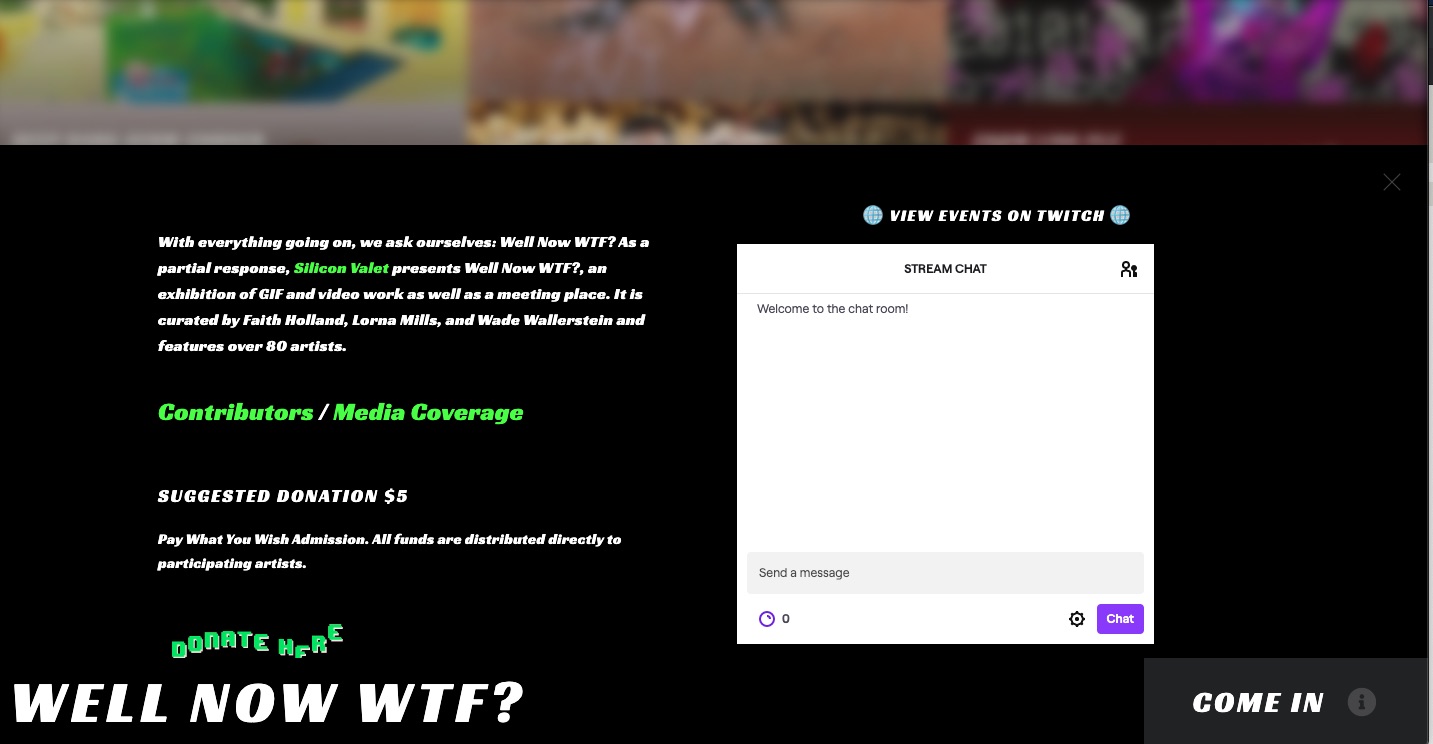 With everything going on, we ask ourselves: Well Now WTF? As a
partial response, Silicon Valet presents Well Now WTF?, an
exhibition of GIF and video work as well as a meeting place. It is
curated by Faith Holland, Lorna Mills, and Wade Wallerstein and
features over 80 artists.
Contributors / Media Coverage
SUGGESTED DONATION $5
Pay What You Wish Admission. All funds are distributed directly to
participating artists.
DONATE HERE
VIEW EVENTS ON TWITCH
STREAM CHAT
Welcome to the chat room!
Send a message
0
Chat
WELL NOW WTF?
COME IN